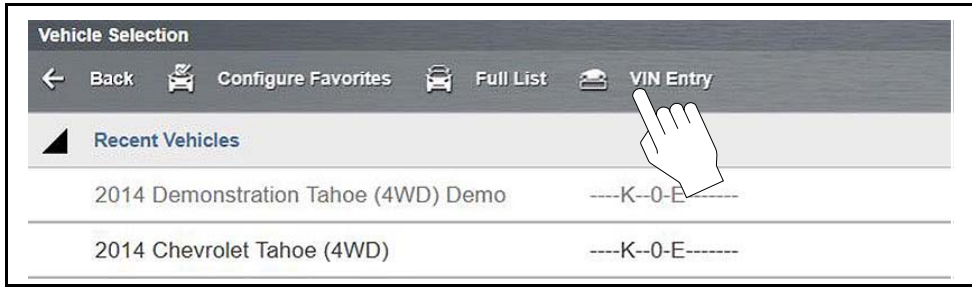 Vehicle Selection
Back Configure Favorites Full List VIN Entry
Recent Vehicles
2014 Demonstration Tahoe (4WD) Demo ----K--0-E-------
2014 Chevrolet Tahoe (4WD) ----K--0-E-------